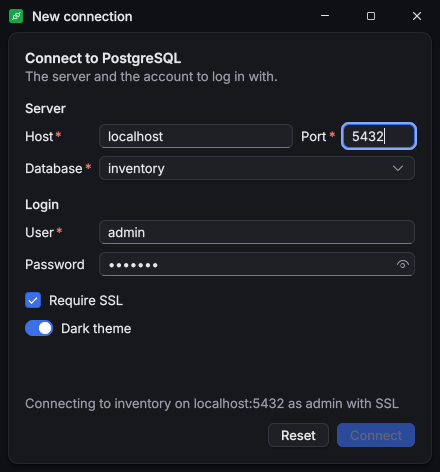 New connection
Connect to PostgreSQL
The server and the account to log in with.
Server
Host* localhost Port* 5432
Database* inventory
Login
User* admin
Password •••••••
Require SSL
Dark theme
Connecting to inventory on localhost:5432 as admin with SSL
Reset Connect